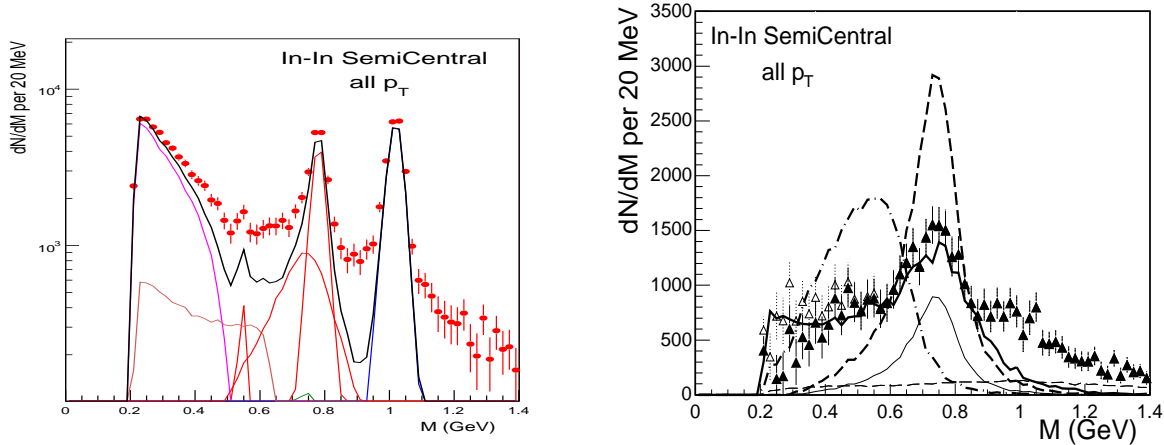 In-In SemiCentral
all pT
dN/dM per 20 MeV
10^4
10^3
0 0.2 0.4 0.6 0.8 1 1.2 1.4
M (GeV)
In-In SemiCentral
all pT
dN/dM per 20 MeV
3500
3000
2500
2000
1500
1000
500
0
0 0.2 0.4 0.6 0.8 1 1.2 1.4
M (GeV)